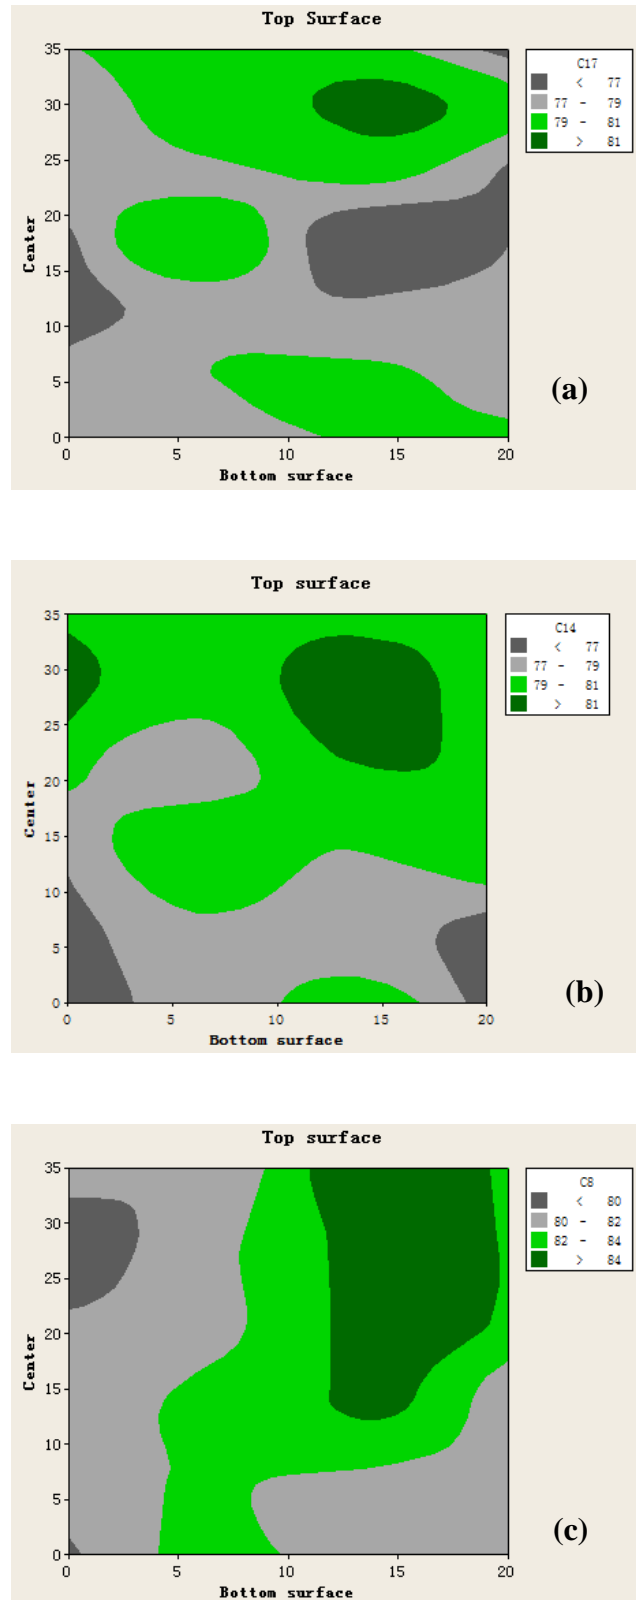 Top Surface
C17
< 77
77 - 79
79 - 81
> 81
35
30
25
20
15
10
5
0
Center
0 5 10 15 20
Bottom surface
(a)
Top surface
C14
< 77
77 - 79
79 - 81
> 81
35
30
25
20
15
10
5
0
Center
0 5 10 15 20
Bottom surface
(b)
Top surface
C8
< 80
80 - 82
82 - 84
> 84
35
30
25
20
15
10
5
0
Center
0 5 10 15 20
Bottom surface
(c)